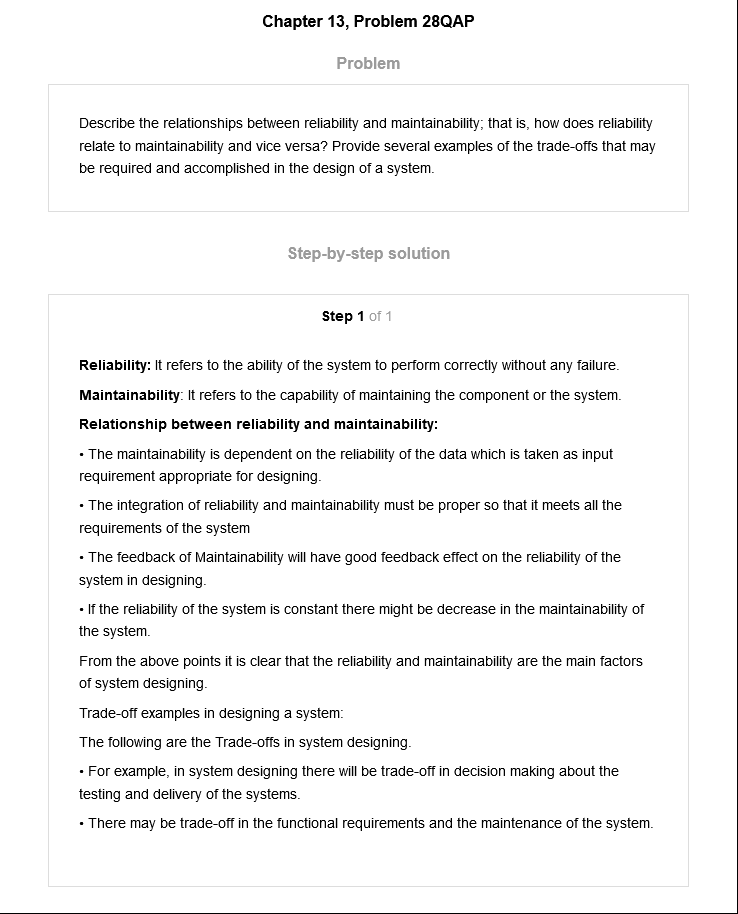 Chapter 13, Problem 28QAP
Problem
Describe the relationships between reliability and maintainability; that is, how does reliability
relate to maintainability and vice versa? Provide several examples of the trade-offs that may
be required and accomplished in the design of a system.
Step-by-step solution
Step 1 of 1
Reliability: It refers to the ability of the system to perform correctly without any failure.
Maintainability: It refers to the capability of maintaining the component or the system.
Relationship between reliability and maintainability:
• The maintainability is dependent on the reliability of the data which is taken as input
requirement appropriate for designing.
• The integration of reliability and maintainability must be proper so that it meets all the
requirements of the system
• The feedback of Maintainability will have good feedback effect on the reliability of the
system in designing.
• If the reliability of the system is constant there might be decrease in the maintainability of
the system.
From the above points it is clear that the reliability and maintainability are the main factors
of system designing.
Trade-off examples in designing a system:
The following are the Trade-offs in system designing.
• For example, in system designing there will be trade-off in decision making about the
testing and delivery of the systems.
• There may be trade-off in the functional requirements and the maintenance of the system.